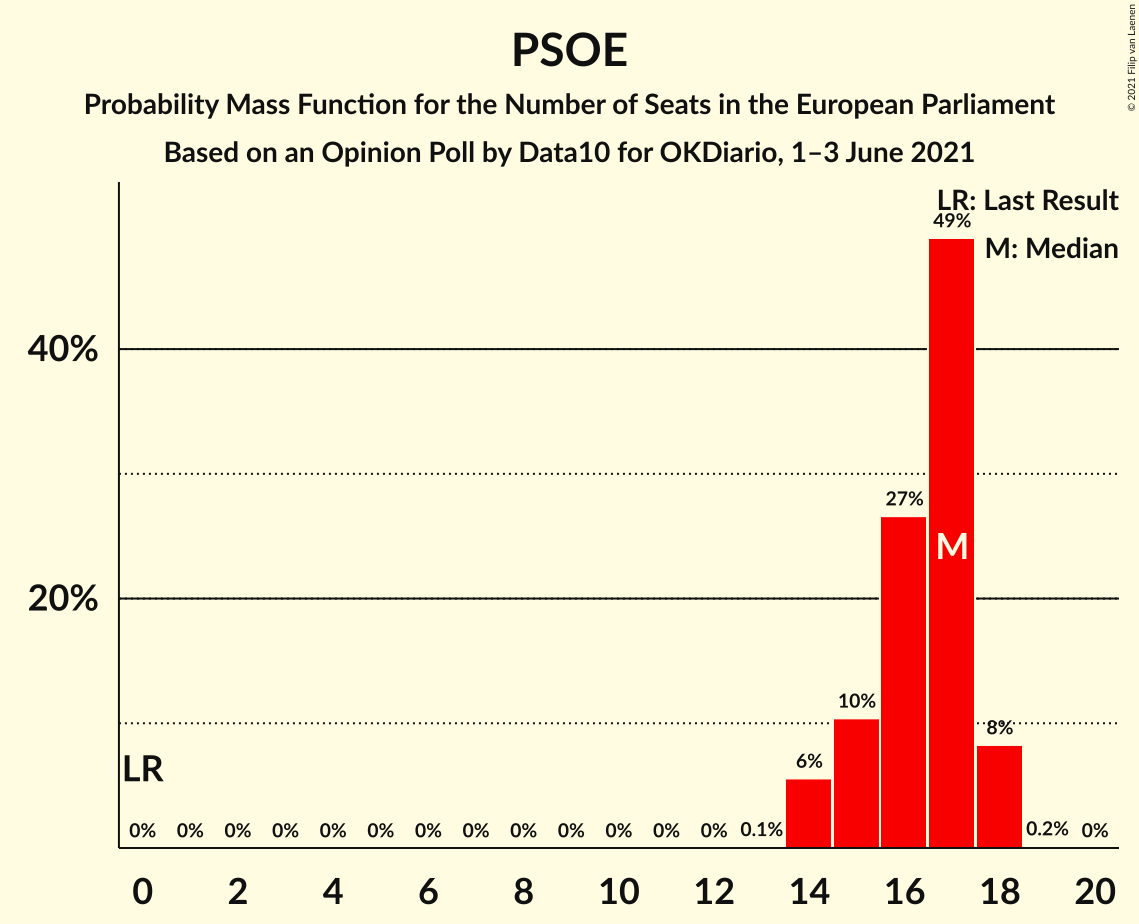 PSOE
Probability Mass Function for the Number of Seats in the European Parliament
Based on an Opinion Poll by Data10 for OKDiario, 1–3 June 2021
© 2021 Filip van Laenen
LR: Last Result
M: Median
49%
40%
27%
M
20%
10%
8%
6%
LR
0% 0% 0% 0% 0% 0% 0% 0% 0% 0% 0% 0% 0% 0.1% 0.2% 0%
0 2 4 6 8 10 12 14 16 18 20